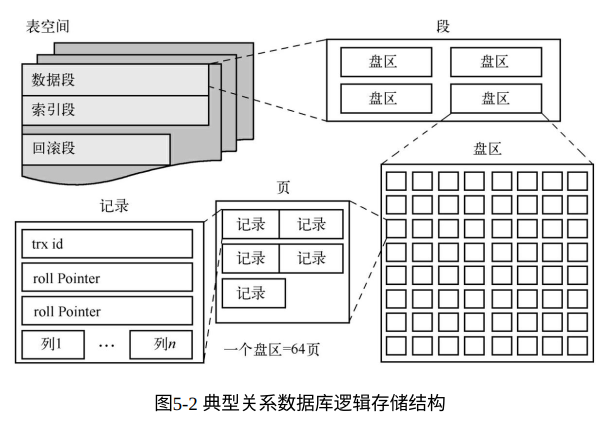 表空间
数据段
索引段
回滚段
段
盘区
盘区
盘区
盘区
盘区
页
记录
记录
记录
记录
记录
一个盘区=64页
记录
trx id
roll Pointer
roll Pointer
列1
…
列n
图5-2 典型关系数据库逻辑存储结构